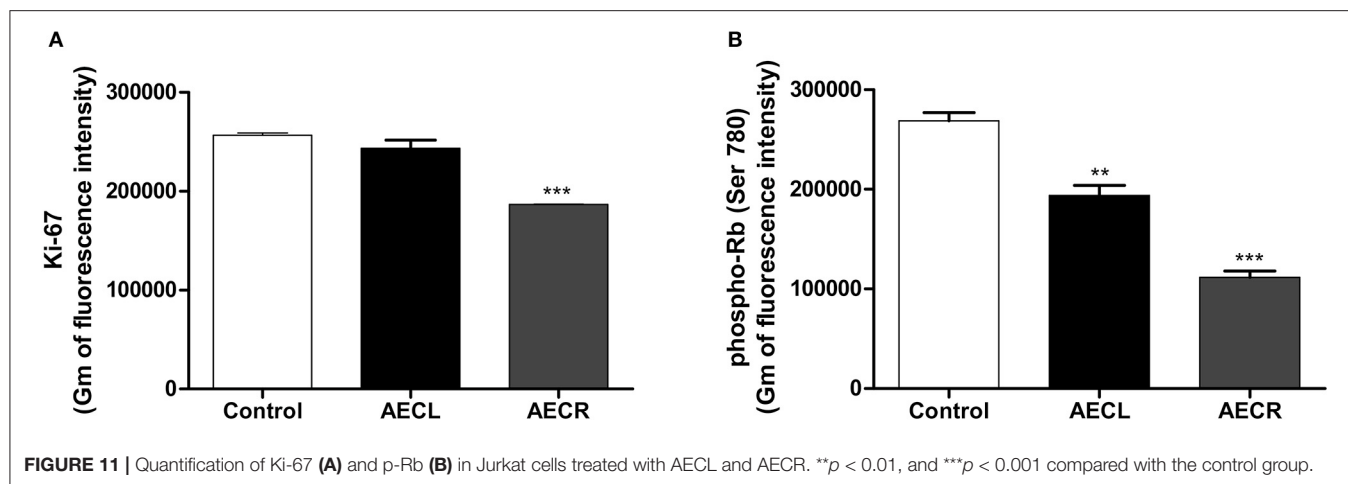 A
Ki-67
(Gm of fluorescence intensity)
300000
200000
100000
0
***
Control AECL AECR
B
phospho-Rb (Ser 780)
(Gm of fluorescence intensity)
300000
200000
100000
0
**
***
Control AECL AECR
FIGURE 11 | Quantification of Ki-67 (A) and p-Rb (B) in Jurkat cells treated with AECL and AECR. **p < 0.01, and ***p < 0.001 compared with the control group.